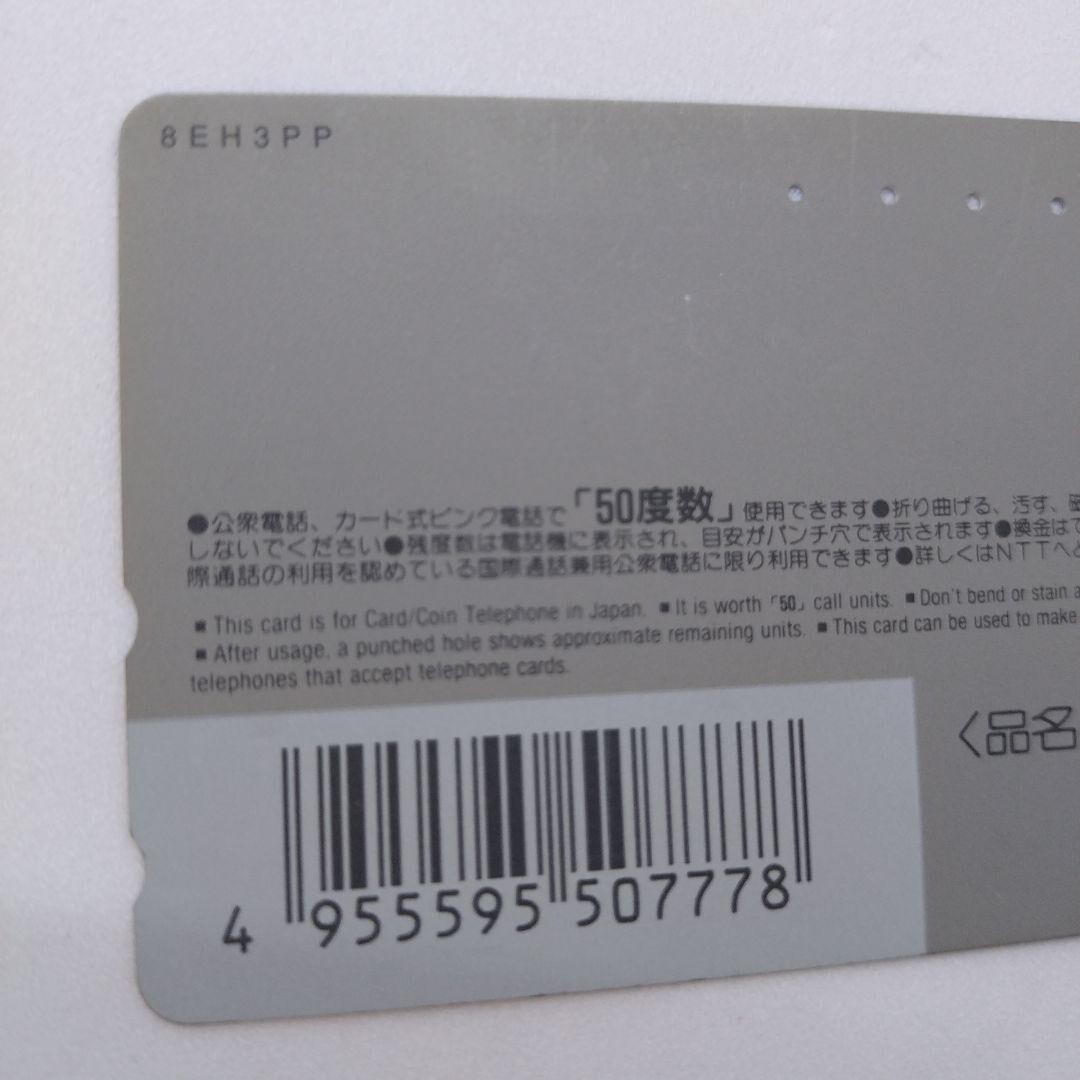 8EH3PP
●公衆電話、カード式ピンク電話で「50度数」使用できます●折り曲げる、汚す、磁
しないでください●残度数は電話機に表示され、目安がパンチ穴で表示されます●換金はで
際通話の利用を認めている国際通話兼用公衆電話に限り利用できます●詳しくはNTTへど
■This card is for Card/Coin Telephone in Japan. ■It is worth「50」call units. ■Don't bend or stain a
■After usage, a punched hole shows approximate remaining units. ■This card can be used to make
telephones that accept telephone cards.
〈品名
4 955595 507778